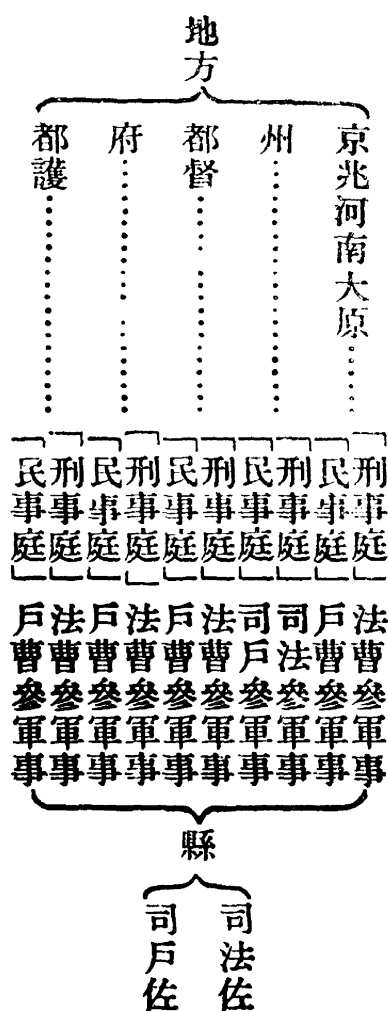 地方
京兆河南大原
州
都督
府
都護
刑事庭
民事庭
刑事庭
民事庭
刑事庭
民事庭
刑事庭
民事庭
刑事庭
民事庭
法曹參軍事
戶曹參軍事
司法參軍事
司戶參軍事
法曹參軍事
戶曹參軍事
法曹參軍事
戶曹參軍事
法曹參軍事
戶曹參軍事
縣
司法佐
司戶佐